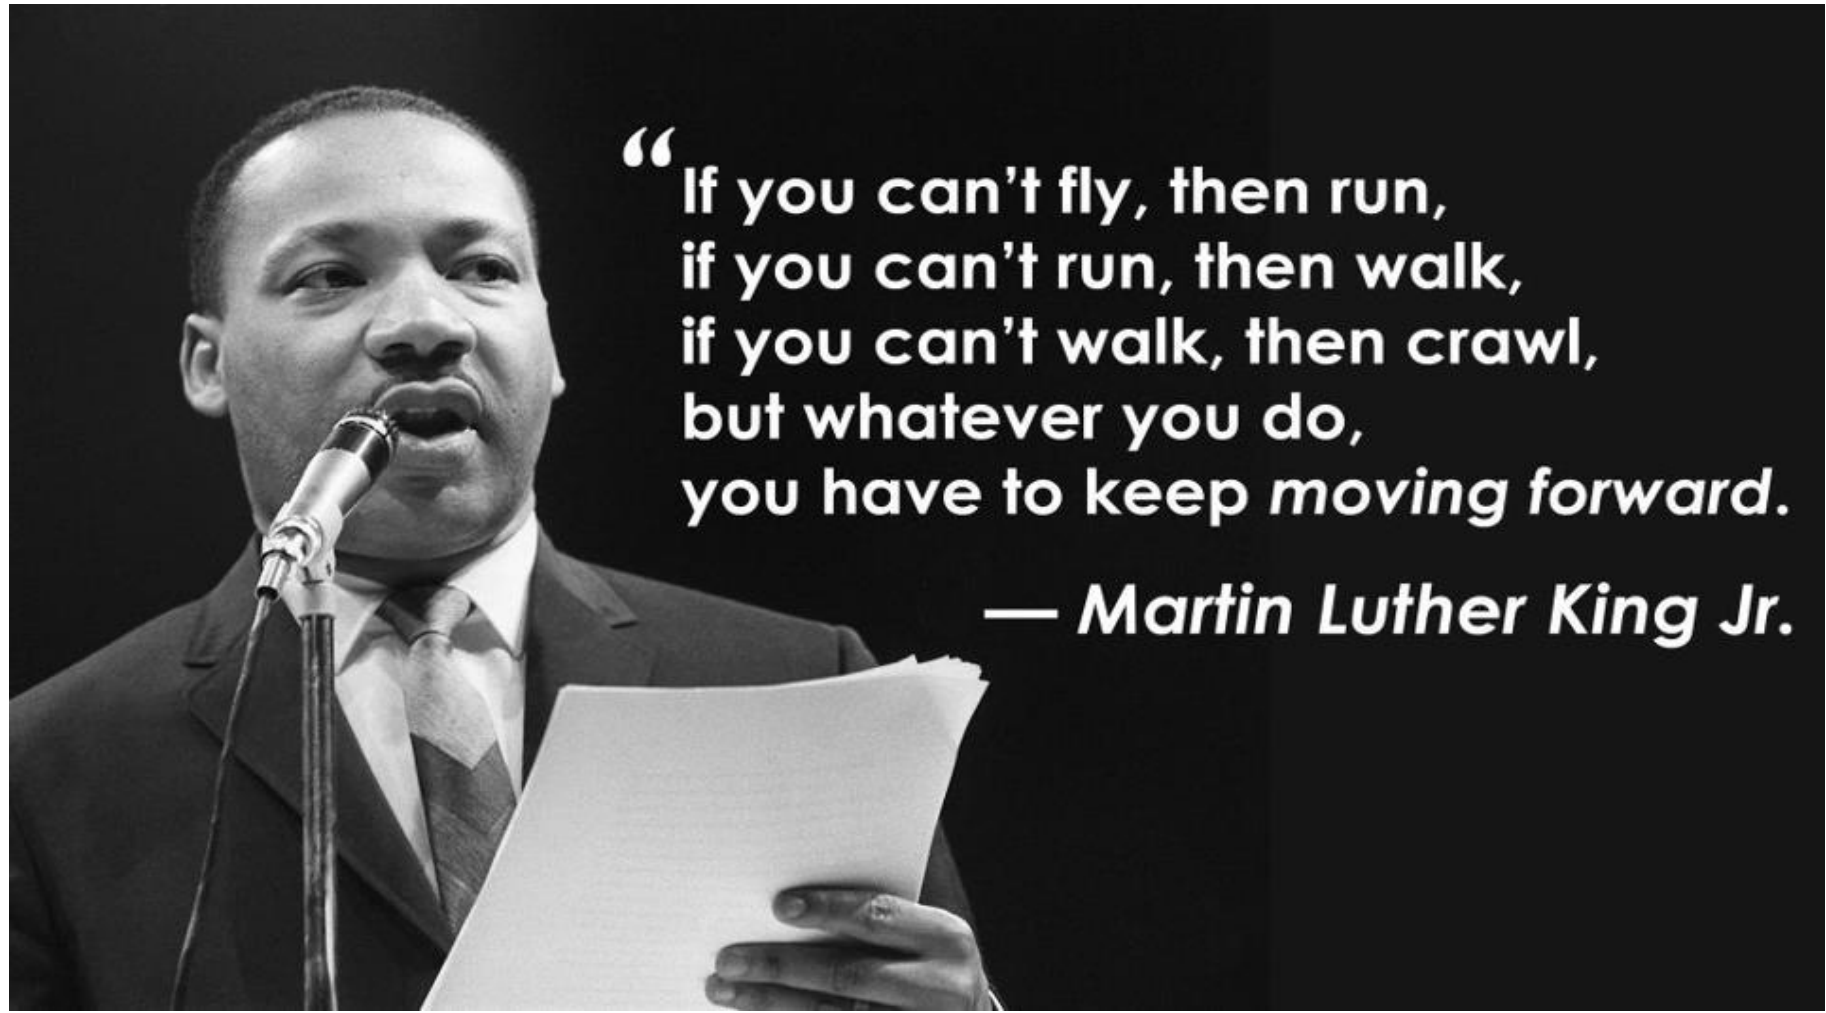 “If you can’t fly, then run,
if you can’t run, then walk,
if you can’t walk, then crawl,
but whatever you do,
you have to keep moving forward.
— Martin Luther King Jr.